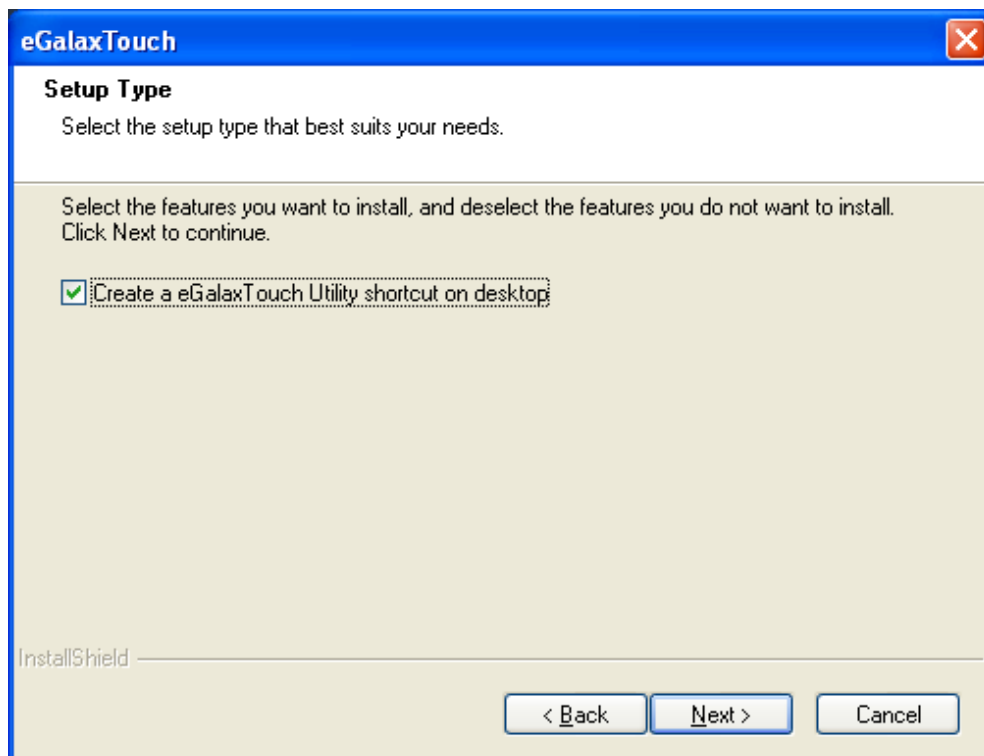 eGalaxTouch
Setup Type
Select the setup type that best suits your needs.
Select the features you want to install, and deselect the features you do not want to install.
Click Next to continue.
Create a eGalaxTouch Utility shortcut on desktop
InstallShield
< Back
Next >
Cancel